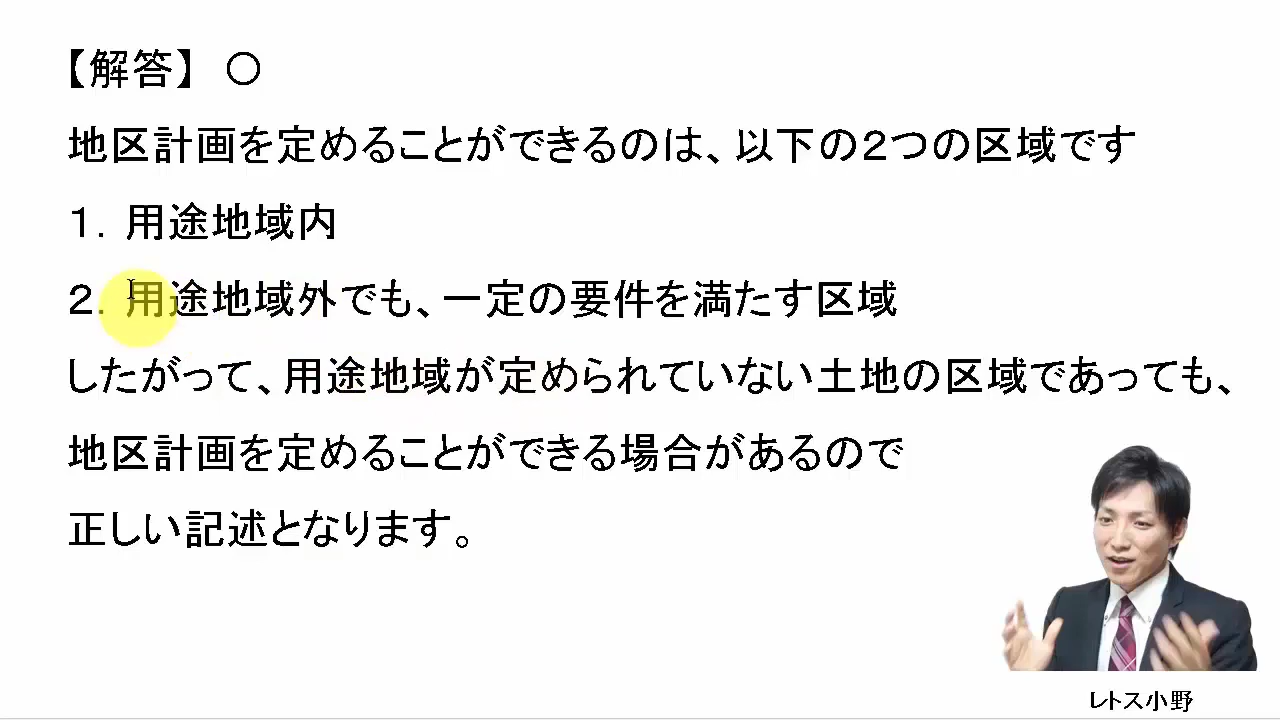 【解答】 ○
地区計画を定めることができるのは、以下の２つの区域です
１．用途地域内
２．用途地域外でも、一定の要件を満たす区域
したがって、用途地域が定められていない土地の区域であっても、
地区計画を定めることができる場合があるので
正しい記述となります。
レトス小野